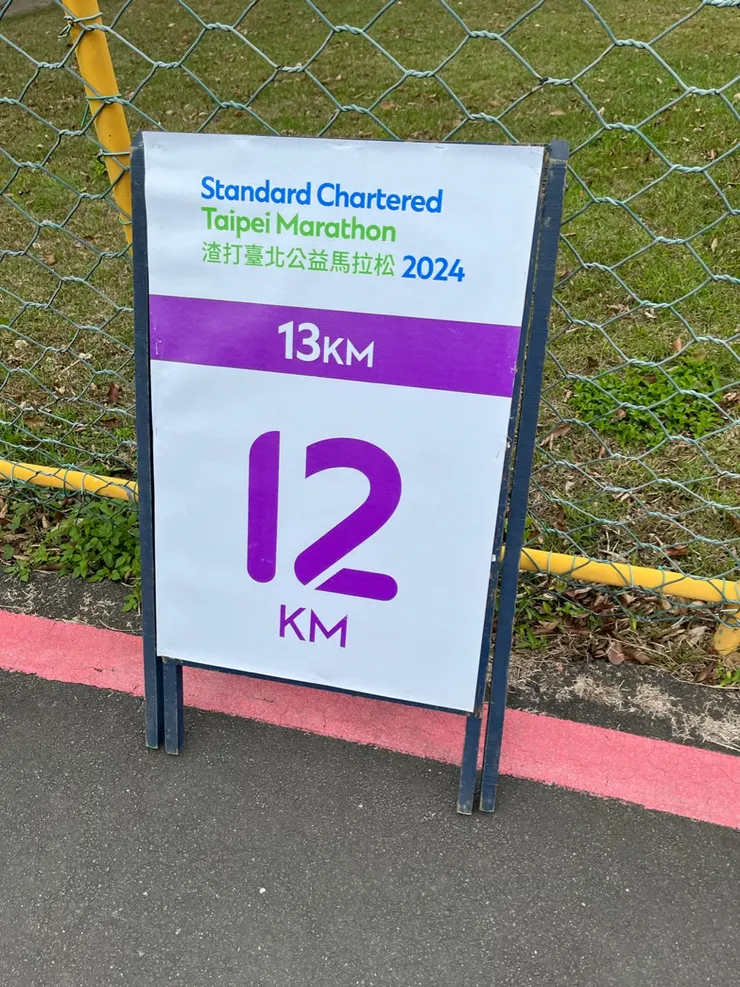 Standard Chartered
Taipei Marathon
渣打臺北公益馬拉松 2024
13KM
12
KM